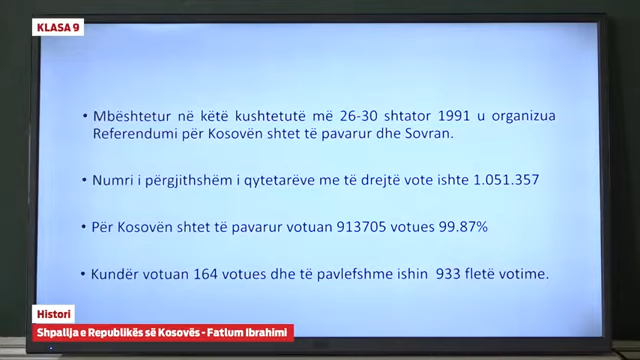 KLASA 9
• Mbështetur në këtë kushtetutë më 26-30 shtator 1991 u organizua
Referendumi për Kosovën shtet të pavarur dhe Sovran.
• Numri i përgjithshëm i qytetarëve me të drejtë vote ishte 1.051.357
• Për Kosovën shtet të pavarur votuan 913705 votues 99.87%
• Kundër votuan 164 votues dhe të pavlefshme ishin 933 fletë votime.
Histori
Shpallja e Republikës së Kosovës - Fatlum Ibrahimi